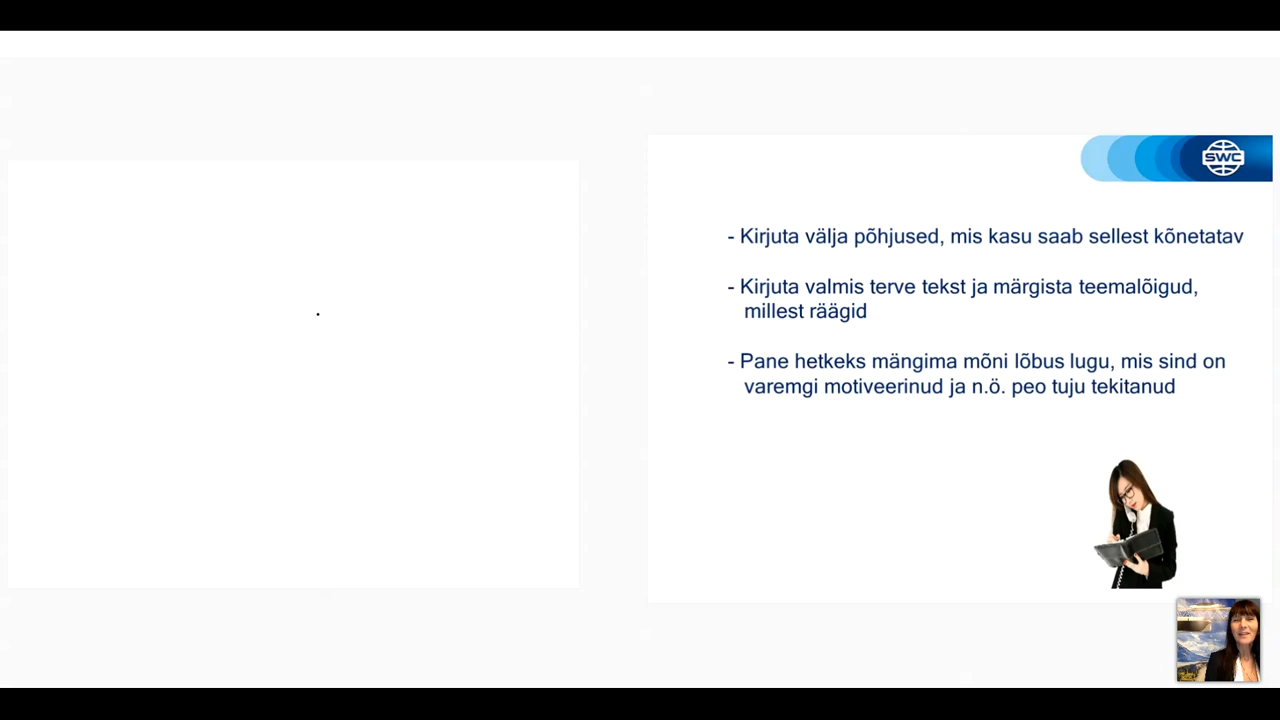 SWC
- Kirjuta välja põhjused, mis kasu saab sellest kõnetatav
- Kirjuta valmis terve tekst ja märgista teemalõigud,
millest räägid
- Pane hetkeks mängima mõni lõbus lugu, mis sind on
varemgi motiveerinud ja n.ö. peo tuju tekitanud